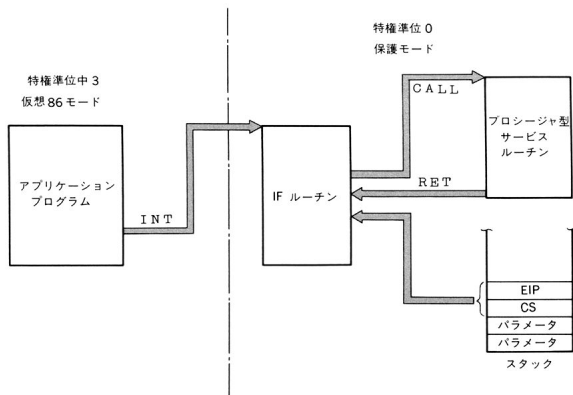 特権準位中3
仮想86モード
特権準位0
保護モード
アプリケーション
プログラム
INT
IF ルーチン
CALL
RET
プロシージャ型
サービス
ルーチン
EIP
CS
パラメータ
パラメータ
スタック